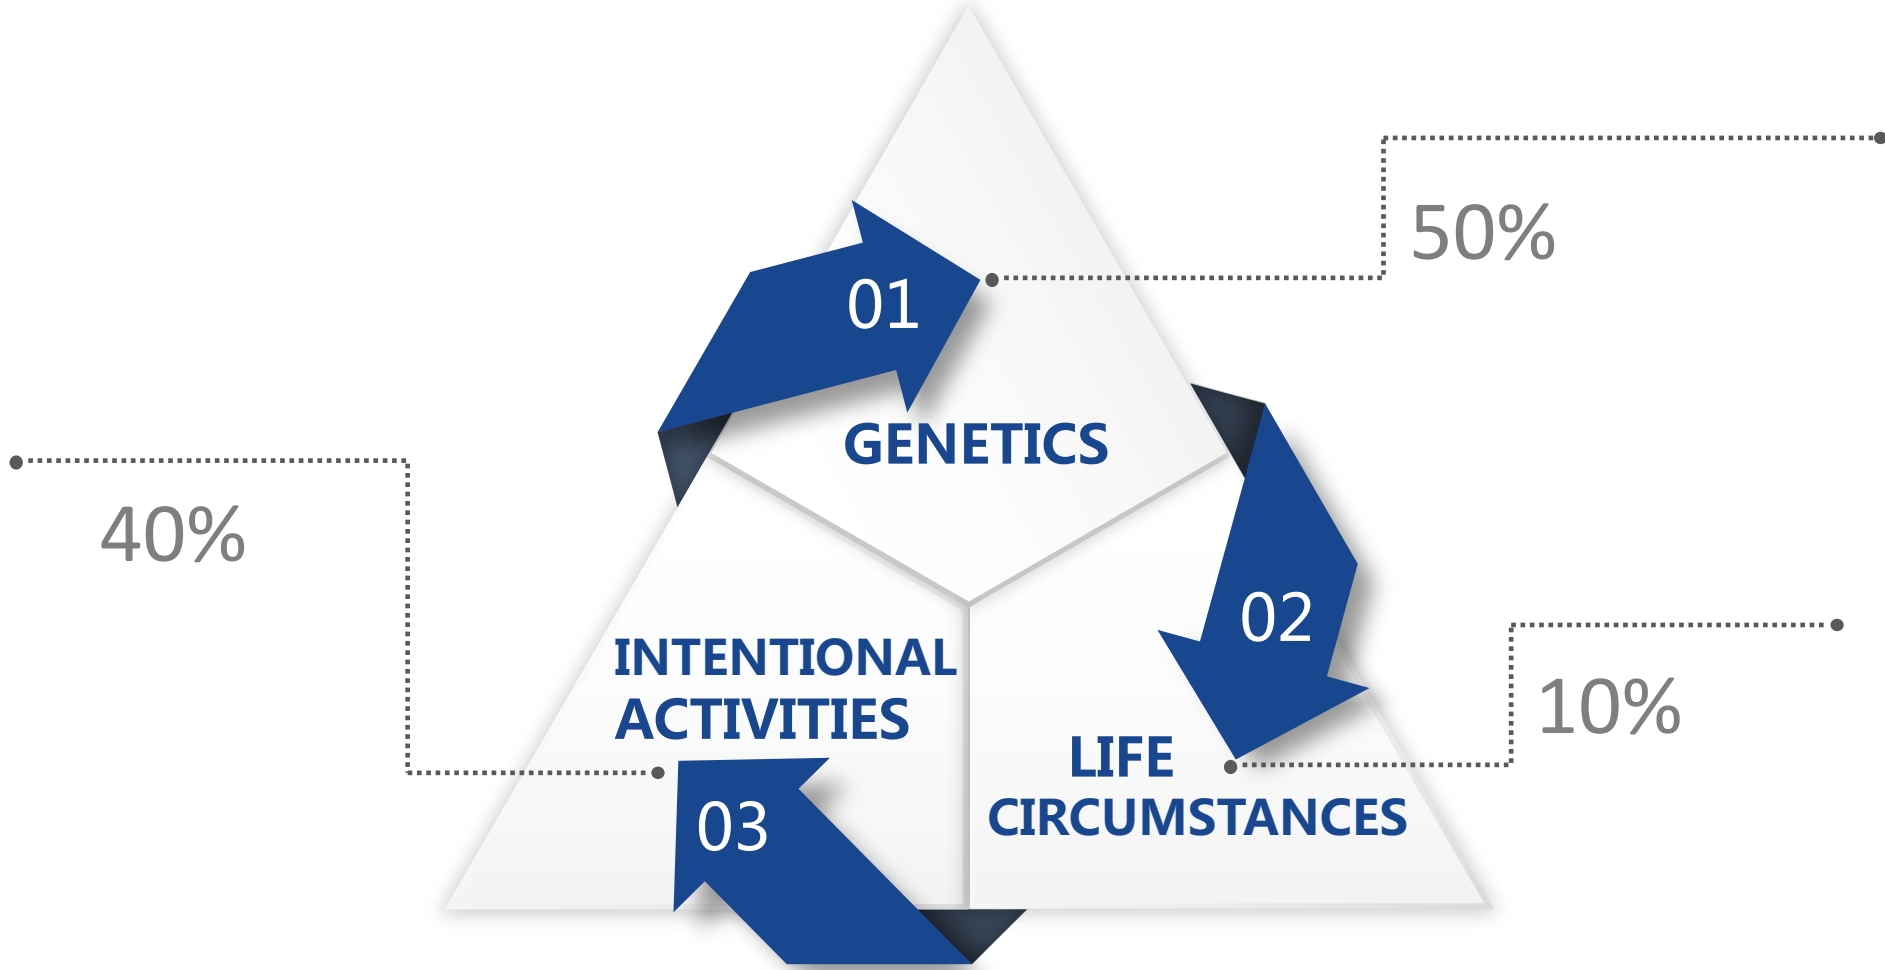 50%
01
GENETICS
40%
02
INTENTIONAL
ACTIVITIES
10%
LIFE
CIRCUMSTANCES
03